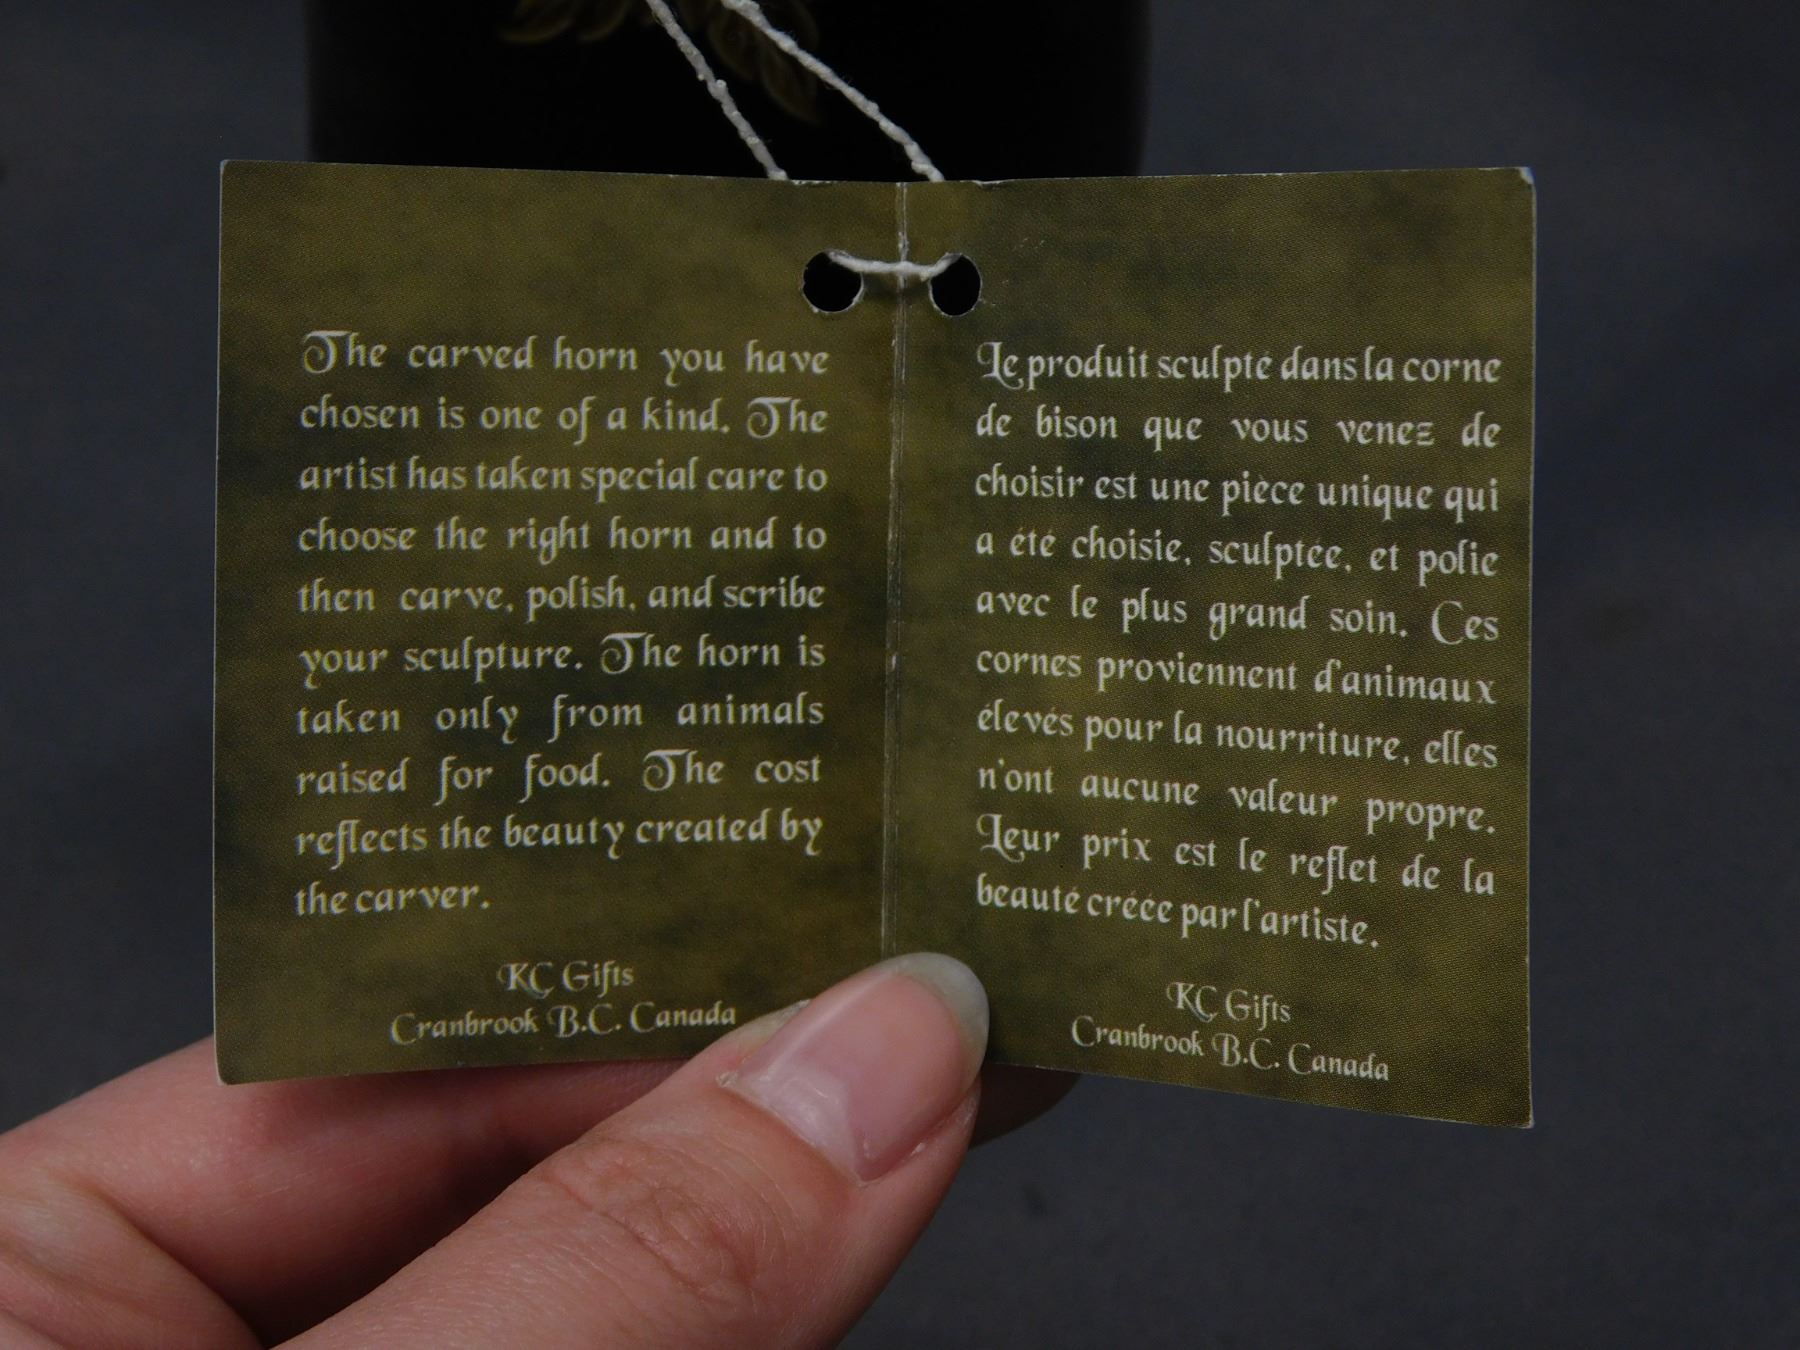 The carved horn you have
chosen is one of a kind. The
artist has taken special care to
choose the right horn and to
then carve, polish, and scribe
your sculpture. The horn is
taken only from animals
raised for food. The cost
reflects the beauty created by
the carver.
KC Gifts
Cranbrook B.C. Canada
Le produit sculpté dans la corne
de bison que vous venez de
choisir est une pièce unique qui
a été choisie, sculptée, et polie
avec le plus grand soin. Ces
cornes proviennent d'animaux
élevés pour la nourriture, elles
n'ont aucune valeur propre.
Leur prix est le reflet de la
beauté créée par l'artiste.
KC Gifts
Cranbrook B.C. Canada